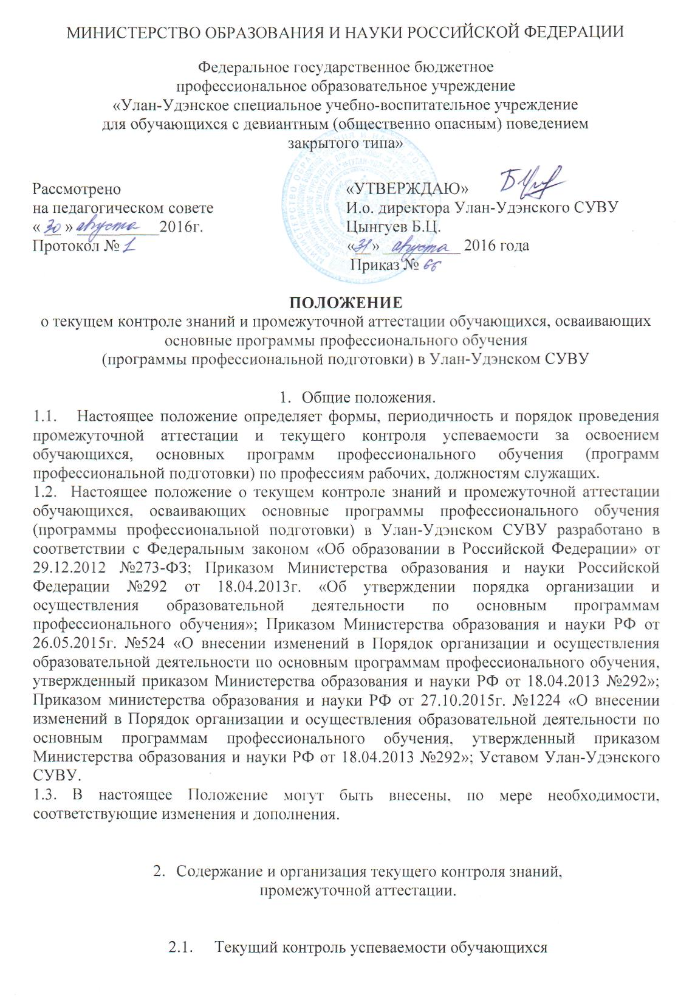 МИНИСТЕРСТВО ОБРАЗОВАНИЯ И НАУКИ РОССИЙСКОЙ ФЕДЕРАЦИИ
Федеральное государственное бюджетное
профессиональное образовательное учреждение
«Улан-Удэнское специальное учебно-воспитательное учреждение
для обучающихся с девиантным (общественно опасным) поведением
закрытого типа»
Рассмотрено
на педагогическом совете
« 30 » августа 2016г.
Протокол № 1
«УТВЕРЖДАЮ»
И.о. директора Улан-Удэнского СУВУ
Цынгуев Б.Ц.
«31» августа 2016 года
Приказ № 66
ПОЛОЖЕНИЕ
о текущем контроле знаний и промежуточной аттестации обучающихся, осваивающих
основные программы профессионального обучения
(программы профессиональной подготовки) в Улан-Удэнском СУВУ
1. Общие положения.
1.1. Настоящее положение определяет формы, периодичность и порядок проведения
промежуточной аттестации и текущего контроля успеваемости за освоением
обучающихся, основных программ профессионального обучения (программ
профессиональной подготовки) по профессиям рабочих, должностям служащих.
1.2. Настоящее положение о текущем контроле знаний и промежуточной аттестации
обучающихся, осваивающих основные программы профессионального обучения
(программы профессиональной подготовки) в Улан-Удэнском СУВУ разработано в
соответствии с Федеральным законом «Об образовании в Российской Федерации» от
29.12.2012 №273-ФЗ; Приказом Министерства образования и науки Российской
Федерации №292 от 18.04.2013г. «Об утверждении порядка организации и
осуществления образовательной деятельности по основным программам
профессионального обучения»; Приказом Министерства образования и науки РФ от
26.05.2015г. №524 «О внесении изменений в Порядок организации и осуществления
образовательной деятельности по основным программам профессионального обучения,
утвержденный приказом Министерства образования и науки РФ от 18.04.2013 №292»;
Приказом министерства образования и науки РФ от 27.10.2015г. №1224 «О внесении
изменений в Порядок организации и осуществления образовательной деятельности по
основным программам профессионального обучения, утвержденный приказом
Министерства образования и науки РФ от 18.04.2013 №292»; Уставом Улан-Удэнского
СУВУ.
1.3. В настоящее Положение могут быть внесены, по мере необходимости,
соответствующие изменения и дополнения.
2. Содержание и организация текущего контроля знаний,
промежуточной аттестации.
2.1. Текущий контроль успеваемости обучающихся